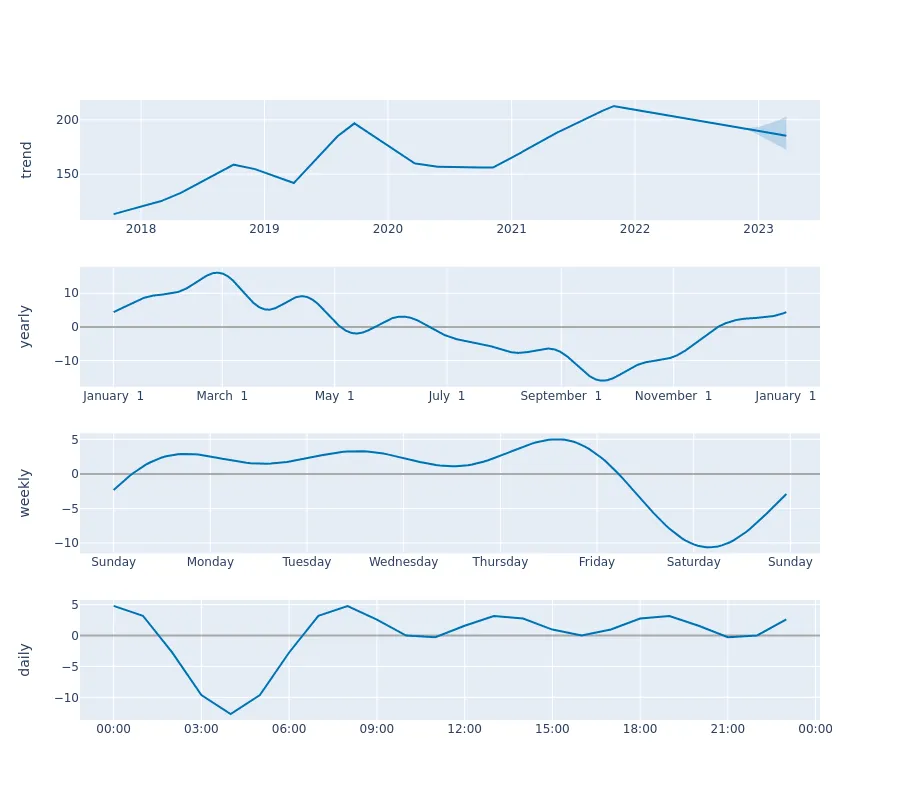 200
150
trend
2018 2019 2020 2021 2022 2023
10
0
−10
yearly
January 1 March 1 May 1 July 1 September 1 November 1 January 1
5
0
−5
−10
weekly
Sunday Monday Tuesday Wednesday Thursday Friday Saturday Sunday
5
0
−5
−10
daily
00:00 03:00 06:00 09:00 12:00 15:00 18:00 21:00 00:00